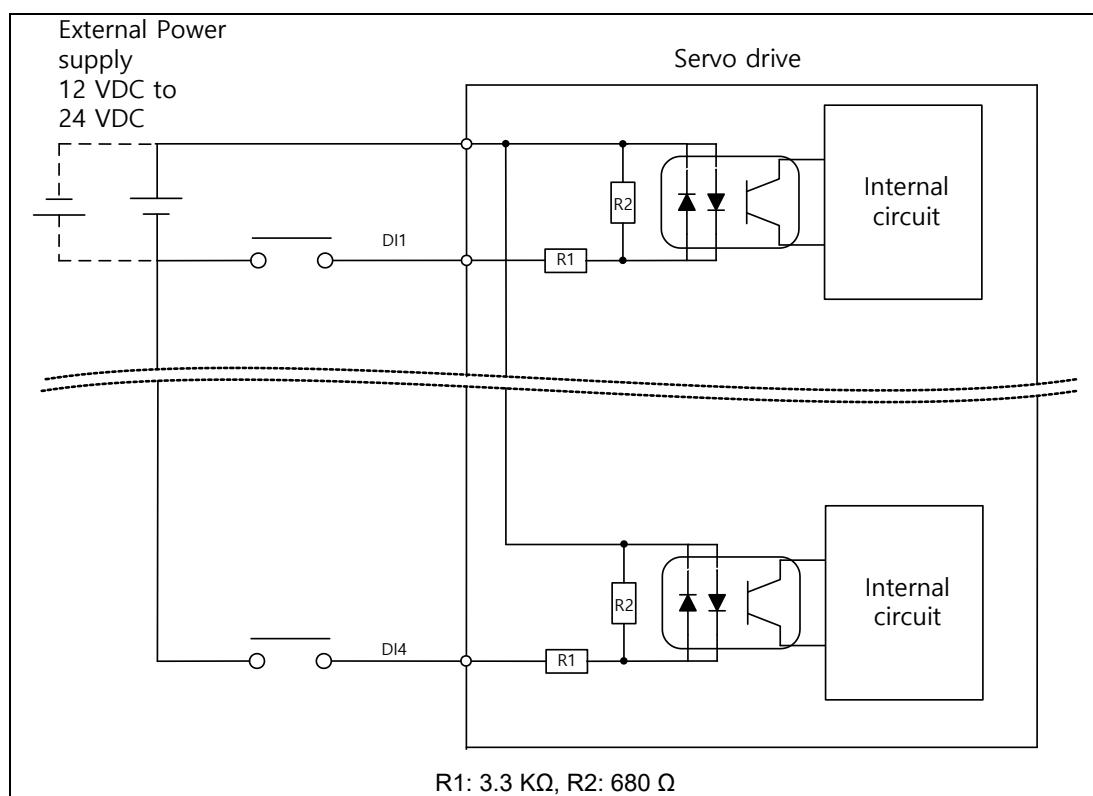 External Power
supply
12 VDC to
24 VDC
Servo drive
R2
Internal
circuit
DI1
R1
R2
Internal
circuit
DI4
R1
R1: 3.3 KΩ, R2: 680 Ω